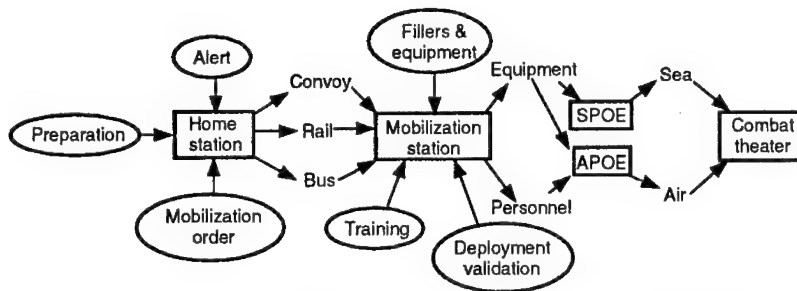 Fillers &
equipment
Alert
Convoy
Equipment
Sea
Preparation
Home
station
Rail
Mobilization
station
SPOE
APOE
Combat
theater
Bus
Personnel
Air
Mobilization
order
Training
Deployment
validation